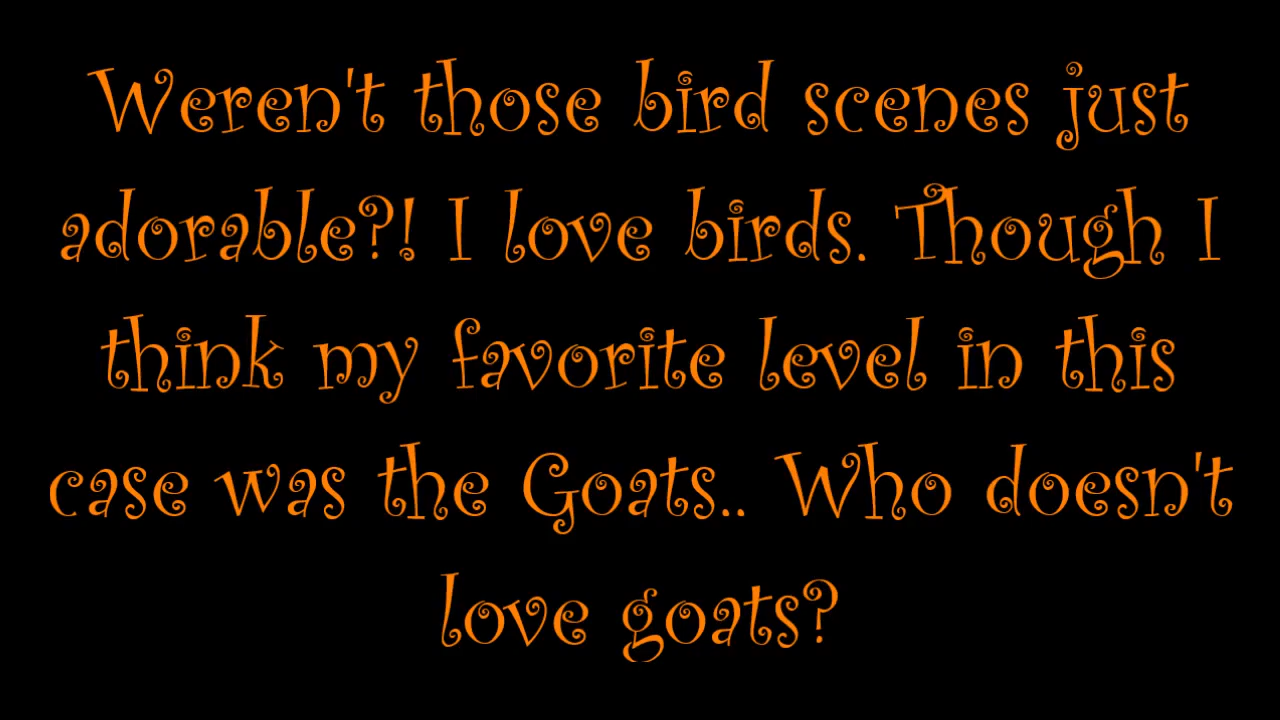 Weren't those bird scenes just
adorable?! I love birds. Though I
think my favorite level in this
case was the Goats.. Who doesn't
love goats?